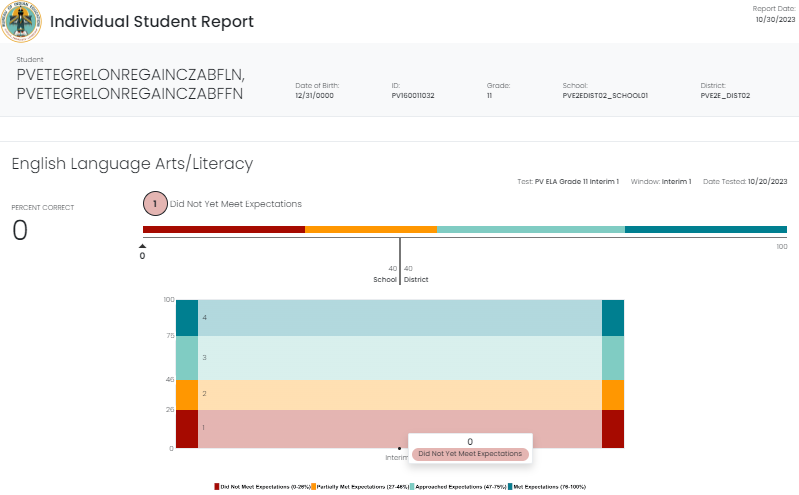 Individual Student Report
Report Date:
10/30/2023
Student
PVETEGRELONREGAINCZABFLN,
PVETEGRELONREGAINCZABFFN
Date of Birth:
12/31/0000
ID:
PV160011032
Grade:
11
School:
PVE2EDIST02_SCHOOL01
District:
PVE2E_DIST02
English Language Arts/Literacy
Test: PV ELA Grade 11 Interim 1 Window: Interim 1 Date Tested: 10/20/2023
PERCENT CORRECT
0
1 Did Not Yet Meet Expectations
0
100
40 40
School District
100
4
75
3
46
2
26
1
0
0
Did Not Yet Meet Expectations
Interim
Did Not Meet Expectations (0-26%) Partially Met Expectations (27-46%) Approached Expectations (47-75%) Met Expectations (76-100%)